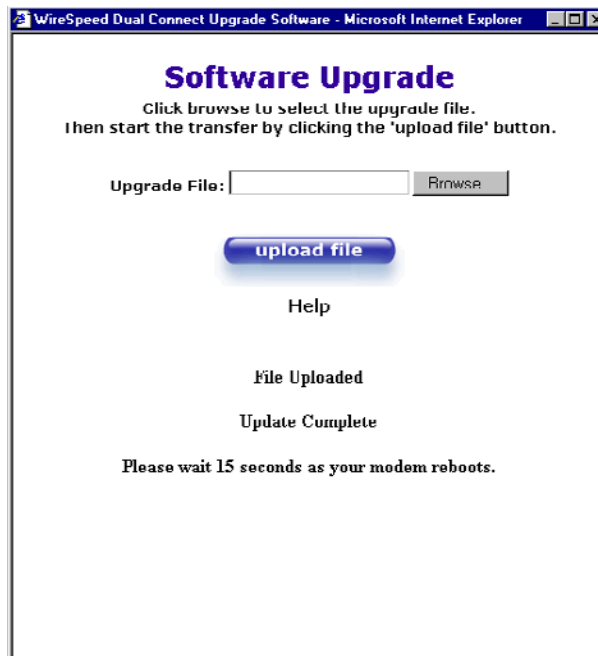 WireSpeed Dual Connect Upgrade Software - Microsoft Internet Explorer
Software Upgrade
Click browse to select the upgrade file.
Then start the transfer by clicking the 'upload file' button.
Upgrade File: Browse...
upload file
Help
File Uploaded
Update Complete
Please wait 15 seconds as your modem reboots.